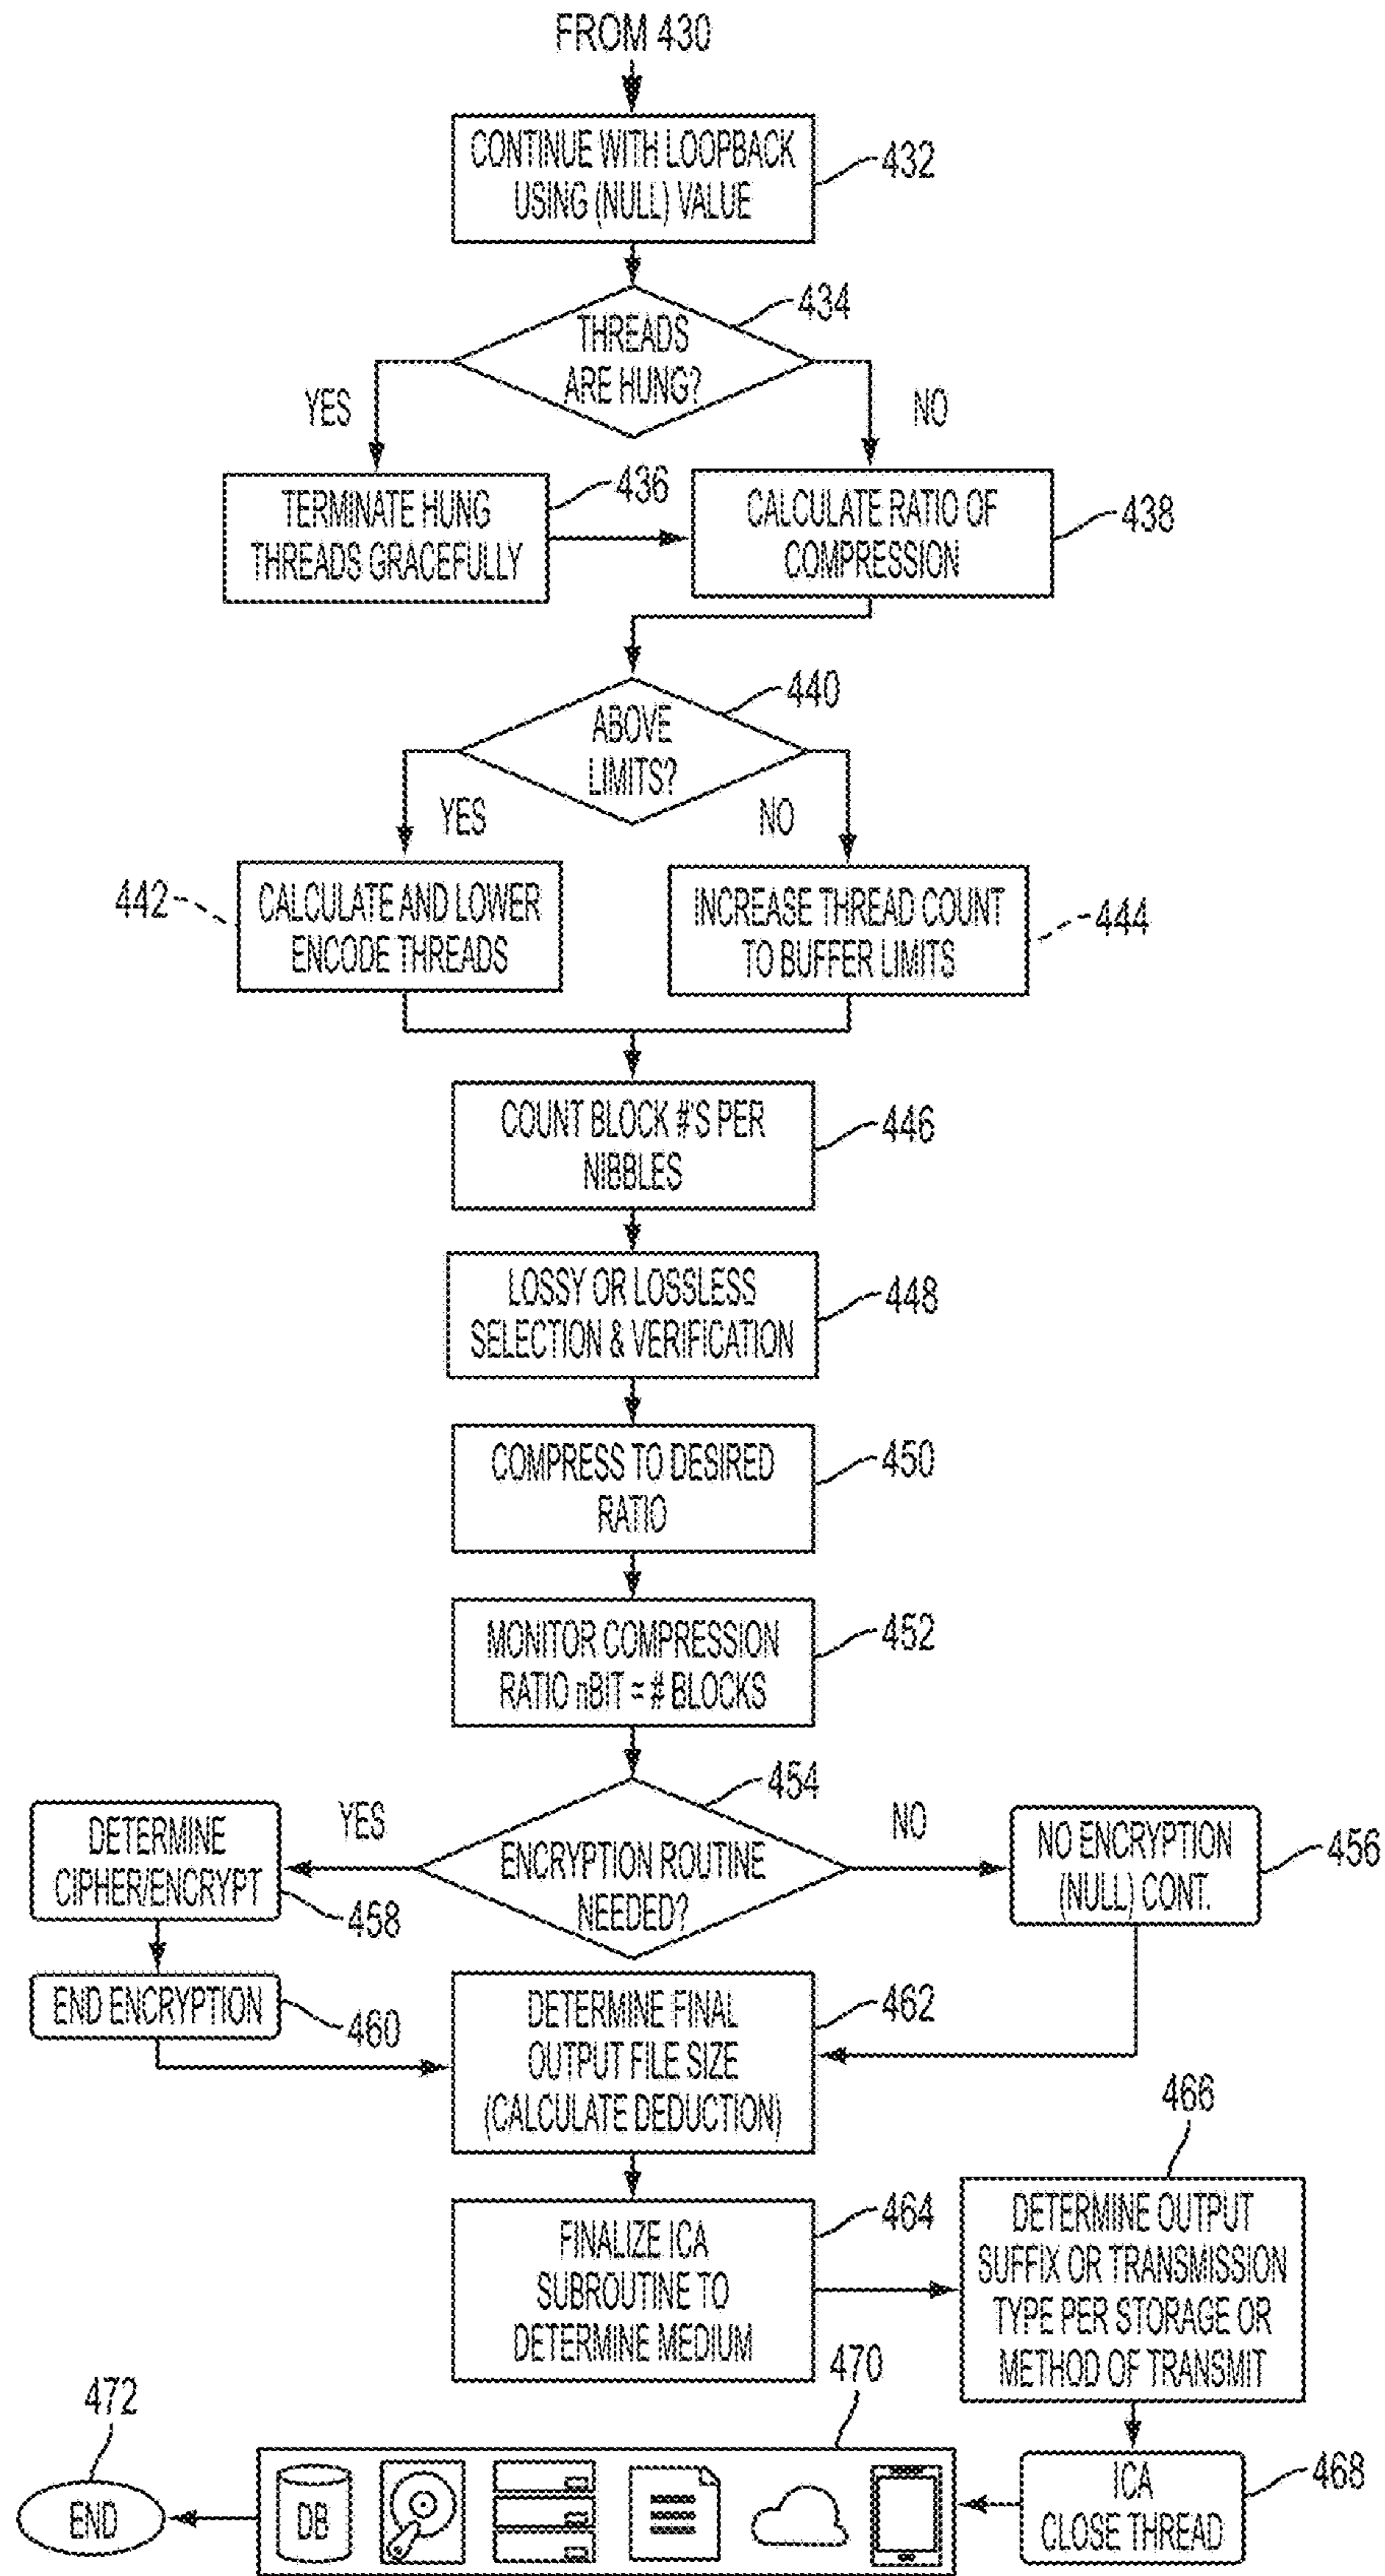 FROM 430
CONTINUE WITH LOOPBACK
USING (NULL) VALUE
432
THREADS
ARE HUNG?
434
YES
NO
TERMINATE HUNG
THREADS GRACEFULLY
436
CALCULATE RATIO OF
COMPRESSION
438
ABOVE
LIMITS?
440
YES
NO
442
CALCULATE AND LOWER
ENCODE THREADS
INCREASE THREAD COUNT
TO BUFFER LIMITS
444
COUNT BLOCK #'S PER
NIBBLES
446
LOSSY OR LOSSLESS
SELECTION & VERIFICATION
448
COMPRESS TO DESIRED
RATIO
450
MONITOR COMPRESSION
RATIO nBIT = # BLOCKS
452
ENCRYPTION ROUTINE
NEEDED?
454
YES
NO
DETERMINE
CIPHER/ENCRYPT
458
NO ENCRYPTION
(NULL) CONT.
456
END ENCRYPTION
460
DETERMINE FINAL
OUTPUT FILE SIZE
(CALCULATE DEDUCTION)
462
FINALIZE ICA
SUBROUTINE TO
DETERMINE MEDIUM
464
466
DETERMINE OUTPUT
SUFFIX OR TRANSMISSION
TYPE PER STORAGE OR
METHOD OF TRANSMIT
ICA
CLOSE THREAD
468
470
DB
472
END